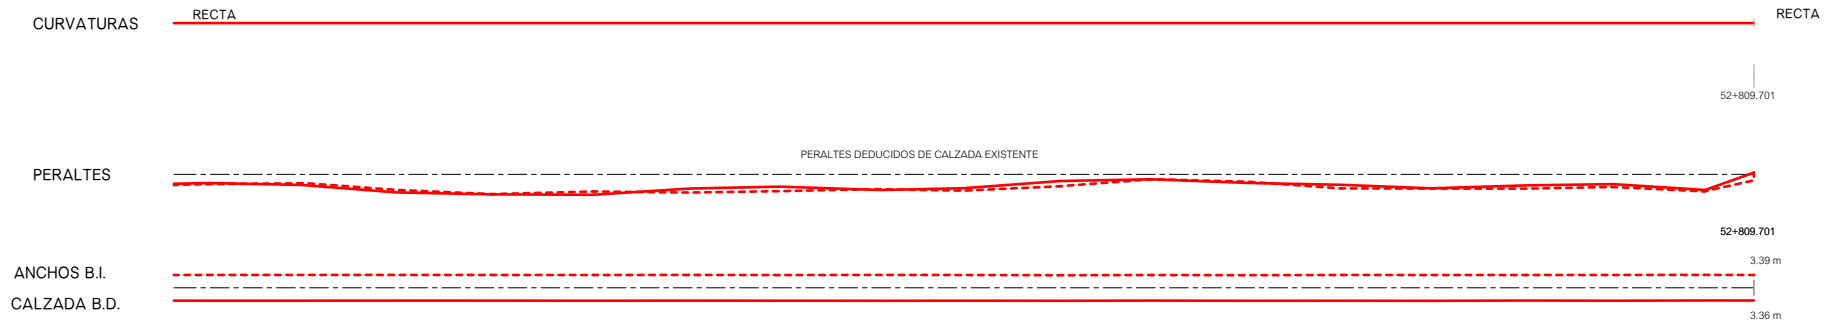 RECTA
RECTA
CURVATURAS
52+809.701
PERALTES DEDUCIDOS DE CALZADA EXISTENTE
PERALTES
52+809.701
3.39 m
ANCHOS B.I.
CALZADA B.D.
3.36 m